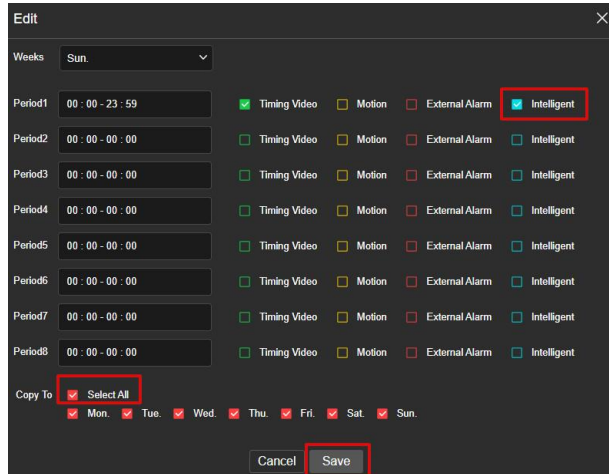 Edit
Weeks Sun.
Period1 00 : 00 - 23 : 59 Timing Video Motion External Alarm Intelligent
Period2 00 : 00 - 00 : 00 Timing Video Motion External Alarm Intelligent
Period3 00 : 00 - 00 : 00 Timing Video Motion External Alarm Intelligent
Period4 00 : 00 - 00 : 00 Timing Video Motion External Alarm Intelligent
Period5 00 : 00 - 00 : 00 Timing Video Motion External Alarm Intelligent
Period6 00 : 00 - 00 : 00 Timing Video Motion External Alarm Intelligent
Period7 00 : 00 - 00 : 00 Timing Video Motion External Alarm Intelligent
Period8 00 : 00 - 00 : 00 Timing Video Motion External Alarm Intelligent
Copy To Select All
Mon. Tue. Wed. Thu. Fri. Sat. Sun.
Cancel Save